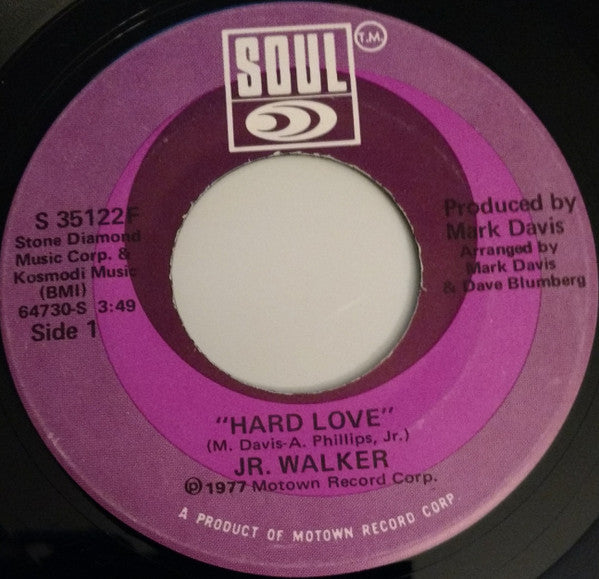 SOUL
T.M.
S 35122F
Stone Diamond
Music Corp. &
Kosmodi Music
(BMI)
64730-S 3:49
Side 1
Produced by
Mark Davis
Arranged by
Mark Davis
& Dave Blumberg
"HARD LOVE"
(M. Davis-A. Phillips, Jr.)
JR. WALKER
℗1977 Motown Record Corp.
A PRODUCT OF MOTOWN RECORD CORP.